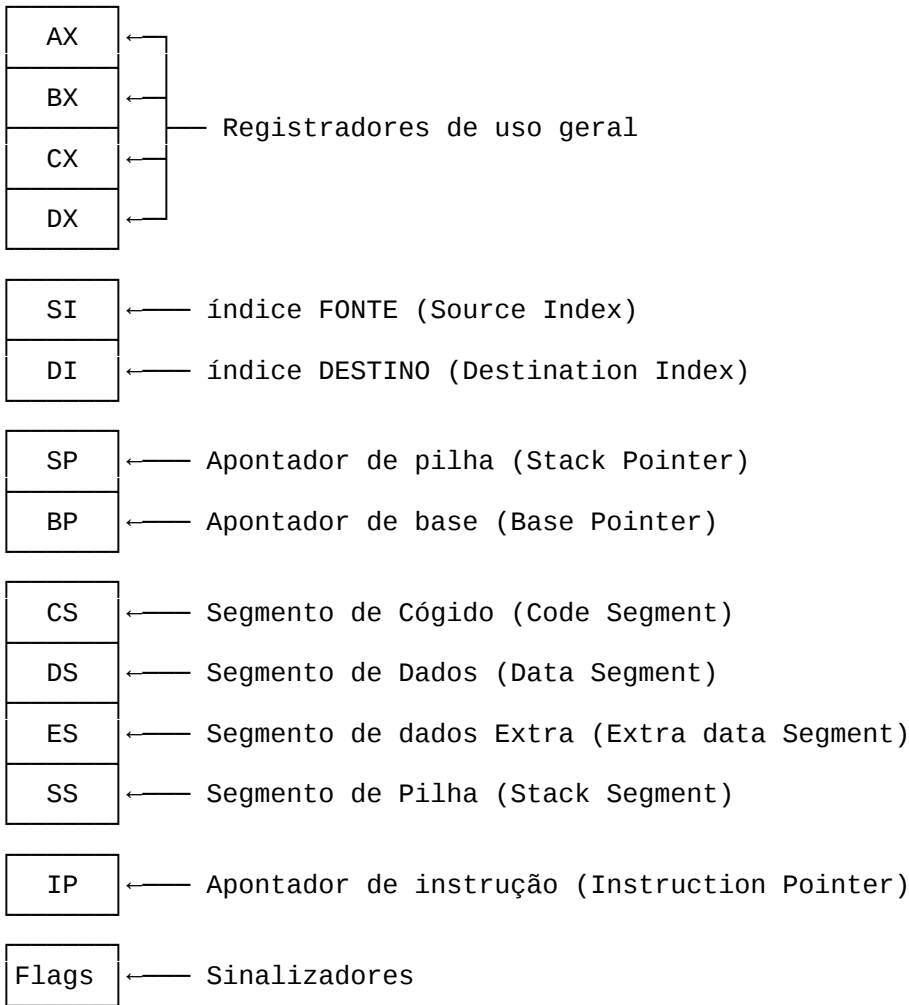 AX
BX
Registradores de uso geral
CX
DX
SI índice FONTE (Source Index)
DI índice DESTINO (Destination Index)
SP Apontador de pilha (Stack Pointer)
BP Apontador de base (Base Pointer)
CS Segmento de Cógido (Code Segment)
DS Segmento de Dados (Data Segment)
ES Segmento de dados Extra (Extra data Segment)
SS Segmento de Pilha (Stack Segment)
IP Apontador de instrução (Instruction Pointer)
Flags Sinalizadores